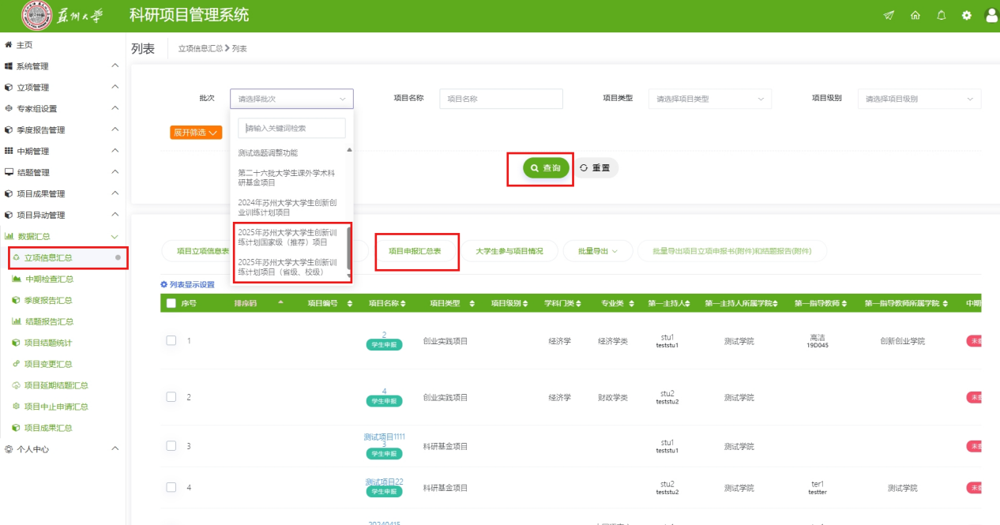 苏州大学
科研项目管理系统
主页
系统管理
立项管理
专家组设置
季度报告管理
中期管理
结题管理
项目成果管理
项目异动管理
数据汇总
立项信息汇总
中期检查汇总
季度报告汇总
结题报告汇总
项目结题统计
项目变更汇总
项目延期结题汇总
项目中止申请汇总
项目成果汇总
个人中心
列表 立项信息汇总 列表
批次 请选择批次 项目名称 项目名称 项目类型 请选择项目类型 项目级别 请选择项目级别
展开筛选
请输入关键词检索
测试选题调整功能
第二十六批大学生课外学术科
研基金项目
2024年苏州大学大学生创新创
业训练计划项目
2025年苏州大学大学生创新训
练计划国家级（推荐）项目
2025年苏州大学大学生创新训
练计划项目（省级、校级）
查询 重置
项目立项信息表 项目申报汇总表 大学生参与项目情况 批量导出 批量导出项目立项申报书(附件)和结题报告(附件)
列表显示设置
序号 排序码 项目编号 项目名称 项目类型 项目级别 学科门类 专业类 第一主持人 第一主持人所属学院 第一指导教师 第一指导教师所属学院 中期
1 2 学生申报 创业实践项目 经济学 经济学类 stu1 teststu1 测试学院 高洁 19D045 创新创业学院
2 4 学生申报 创业实践项目 经济学 财政学类 stu2 teststu2 测试学院
3 测试项目1111 3 学生申报 科研基金项目 stu1 teststu1 测试学院
4 测试项目22 学生申报 科研基金项目 stu2 teststu2 测试学院 ter1 testter 测试学院
20240415